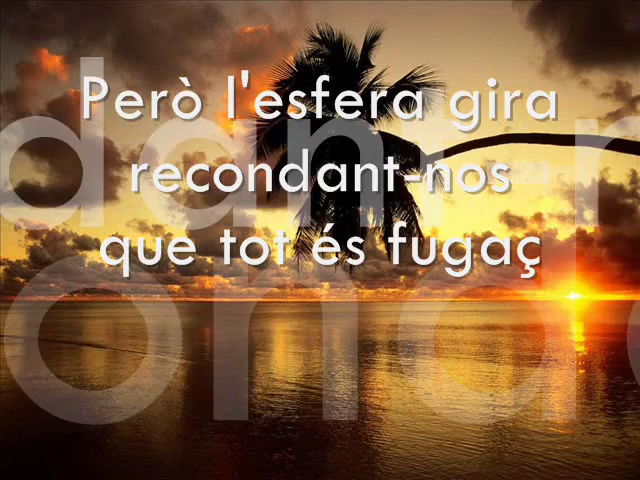 Però l'esfera gira
recondant-nos
que tot és fugaç